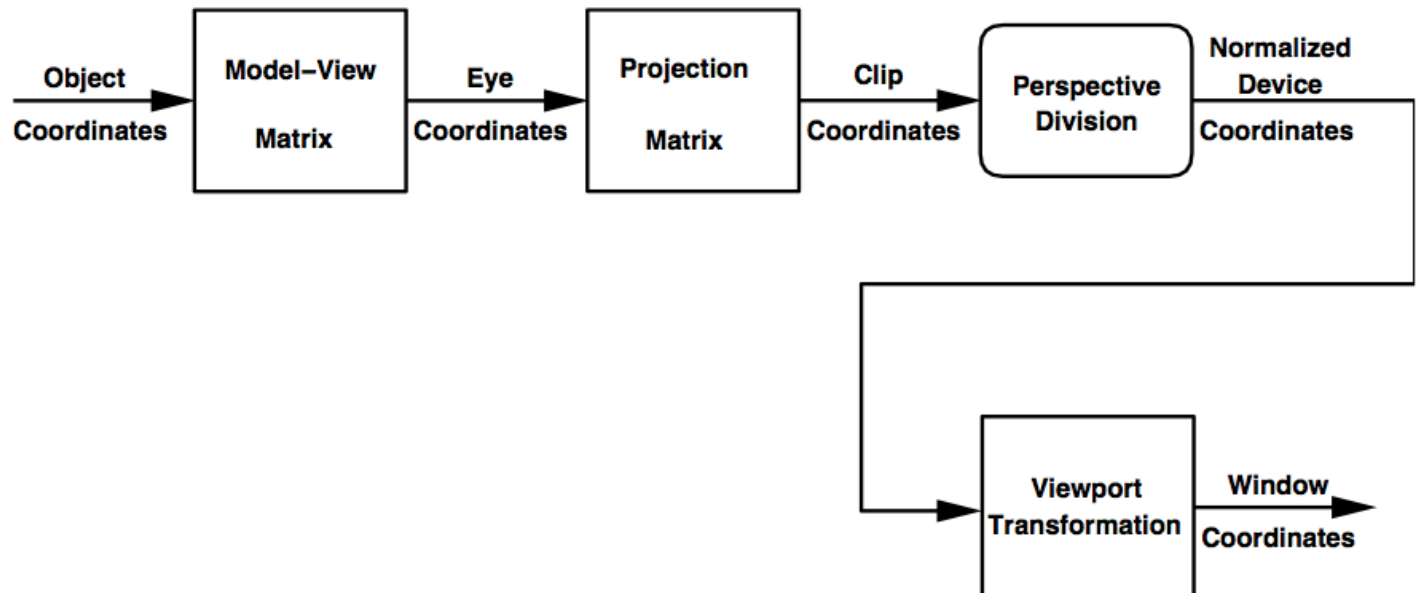 Object
Coordinates
Model–View
Matrix
Eye
Coordinates
Projection
Matrix
Clip
Coordinates
Perspective
Division
Normalized
Device
Coordinates
Viewport
Transformation
Window
Coordinates